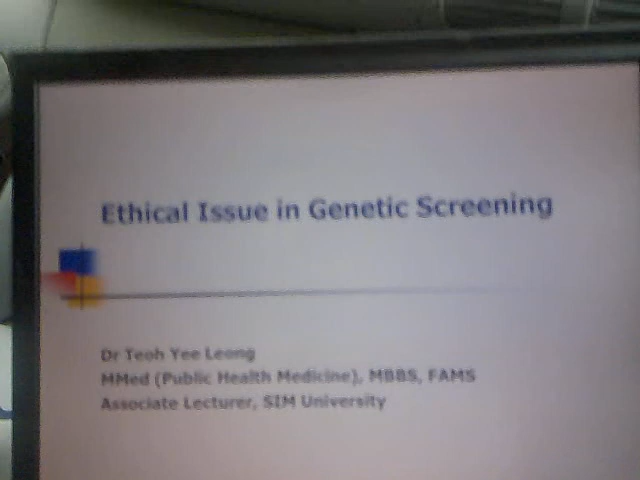 Ethical Issue in Genetic Screening
Dr Teoh Yee Leong
MMed (Public Health Medicine), MBBS, FAMS
Associate Lecturer, SIM University